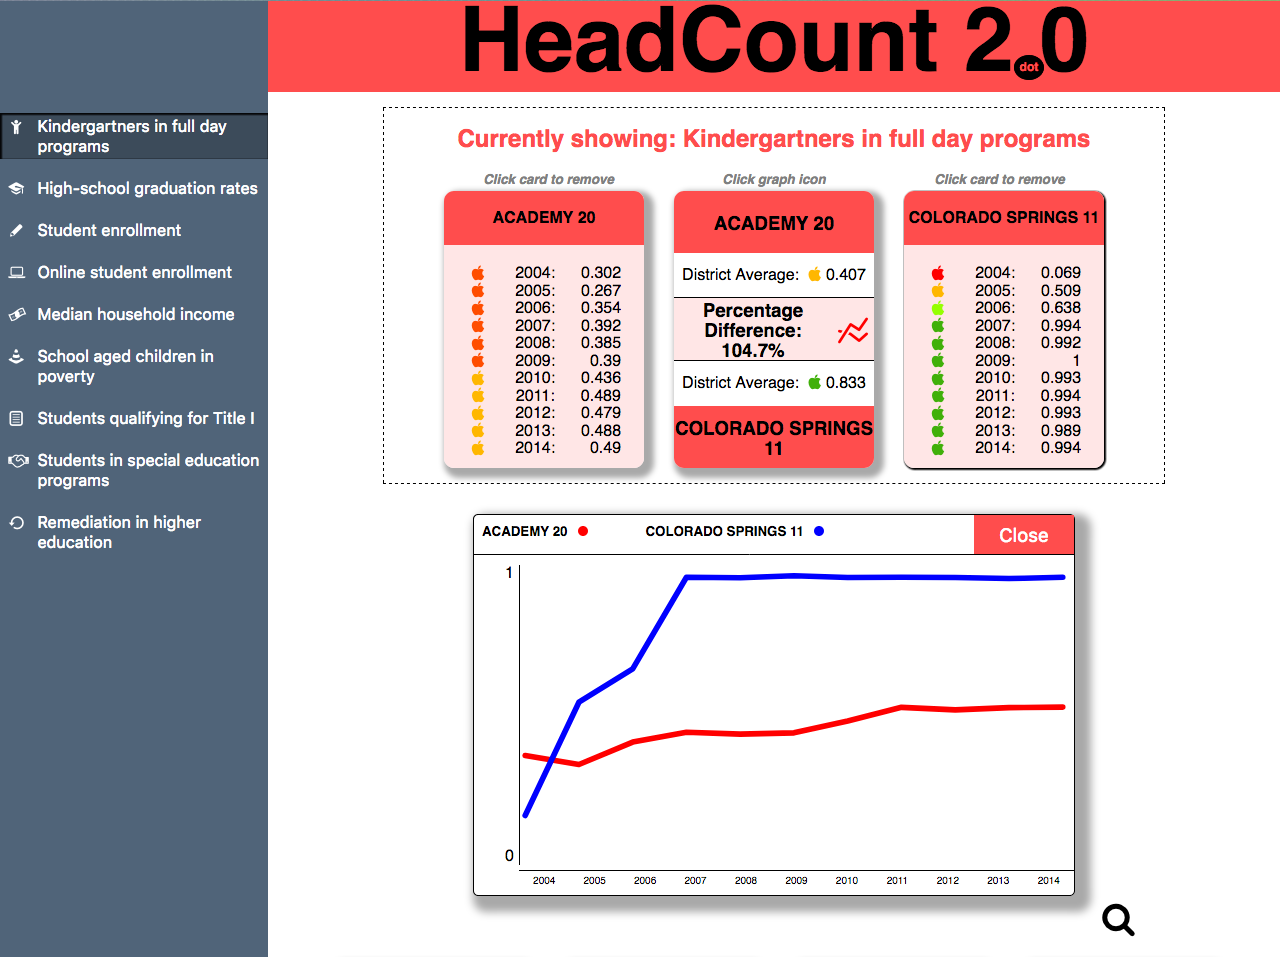 HeadCount 2.0
dot
Kindergartners in full day
programs
High-school graduation rates
Student enrollment
Online student enrollment
Median household income
School aged children in
poverty
Students qualifying for Title I
Students in special education
programs
Remediation in higher
education
Currently showing: Kindergartners in full day programs
Click card to remove
ACADEMY 20
2004: 0.302
2005: 0.267
2006: 0.354
2007: 0.392
2008: 0.385
2009: 0.39
2010: 0.436
2011: 0.489
2012: 0.479
2013: 0.488
2014: 0.49
Click graph icon
ACADEMY 20
District Average: 0.407
Percentage
Difference:
104.7%
District Average: 0.833
COLORADO SPRINGS
11
Click card to remove
COLORADO SPRINGS 11
2004: 0.069
2005: 0.509
2006: 0.638
2007: 0.994
2008: 0.992
2009: 1
2010: 0.993
2011: 0.994
2012: 0.993
2013: 0.989
2014: 0.994
ACADEMY 20 COLORADO SPRINGS 11 Close
1
0
2004 2005 2006 2007 2008 2009 2010 2011 2012 2013 2014